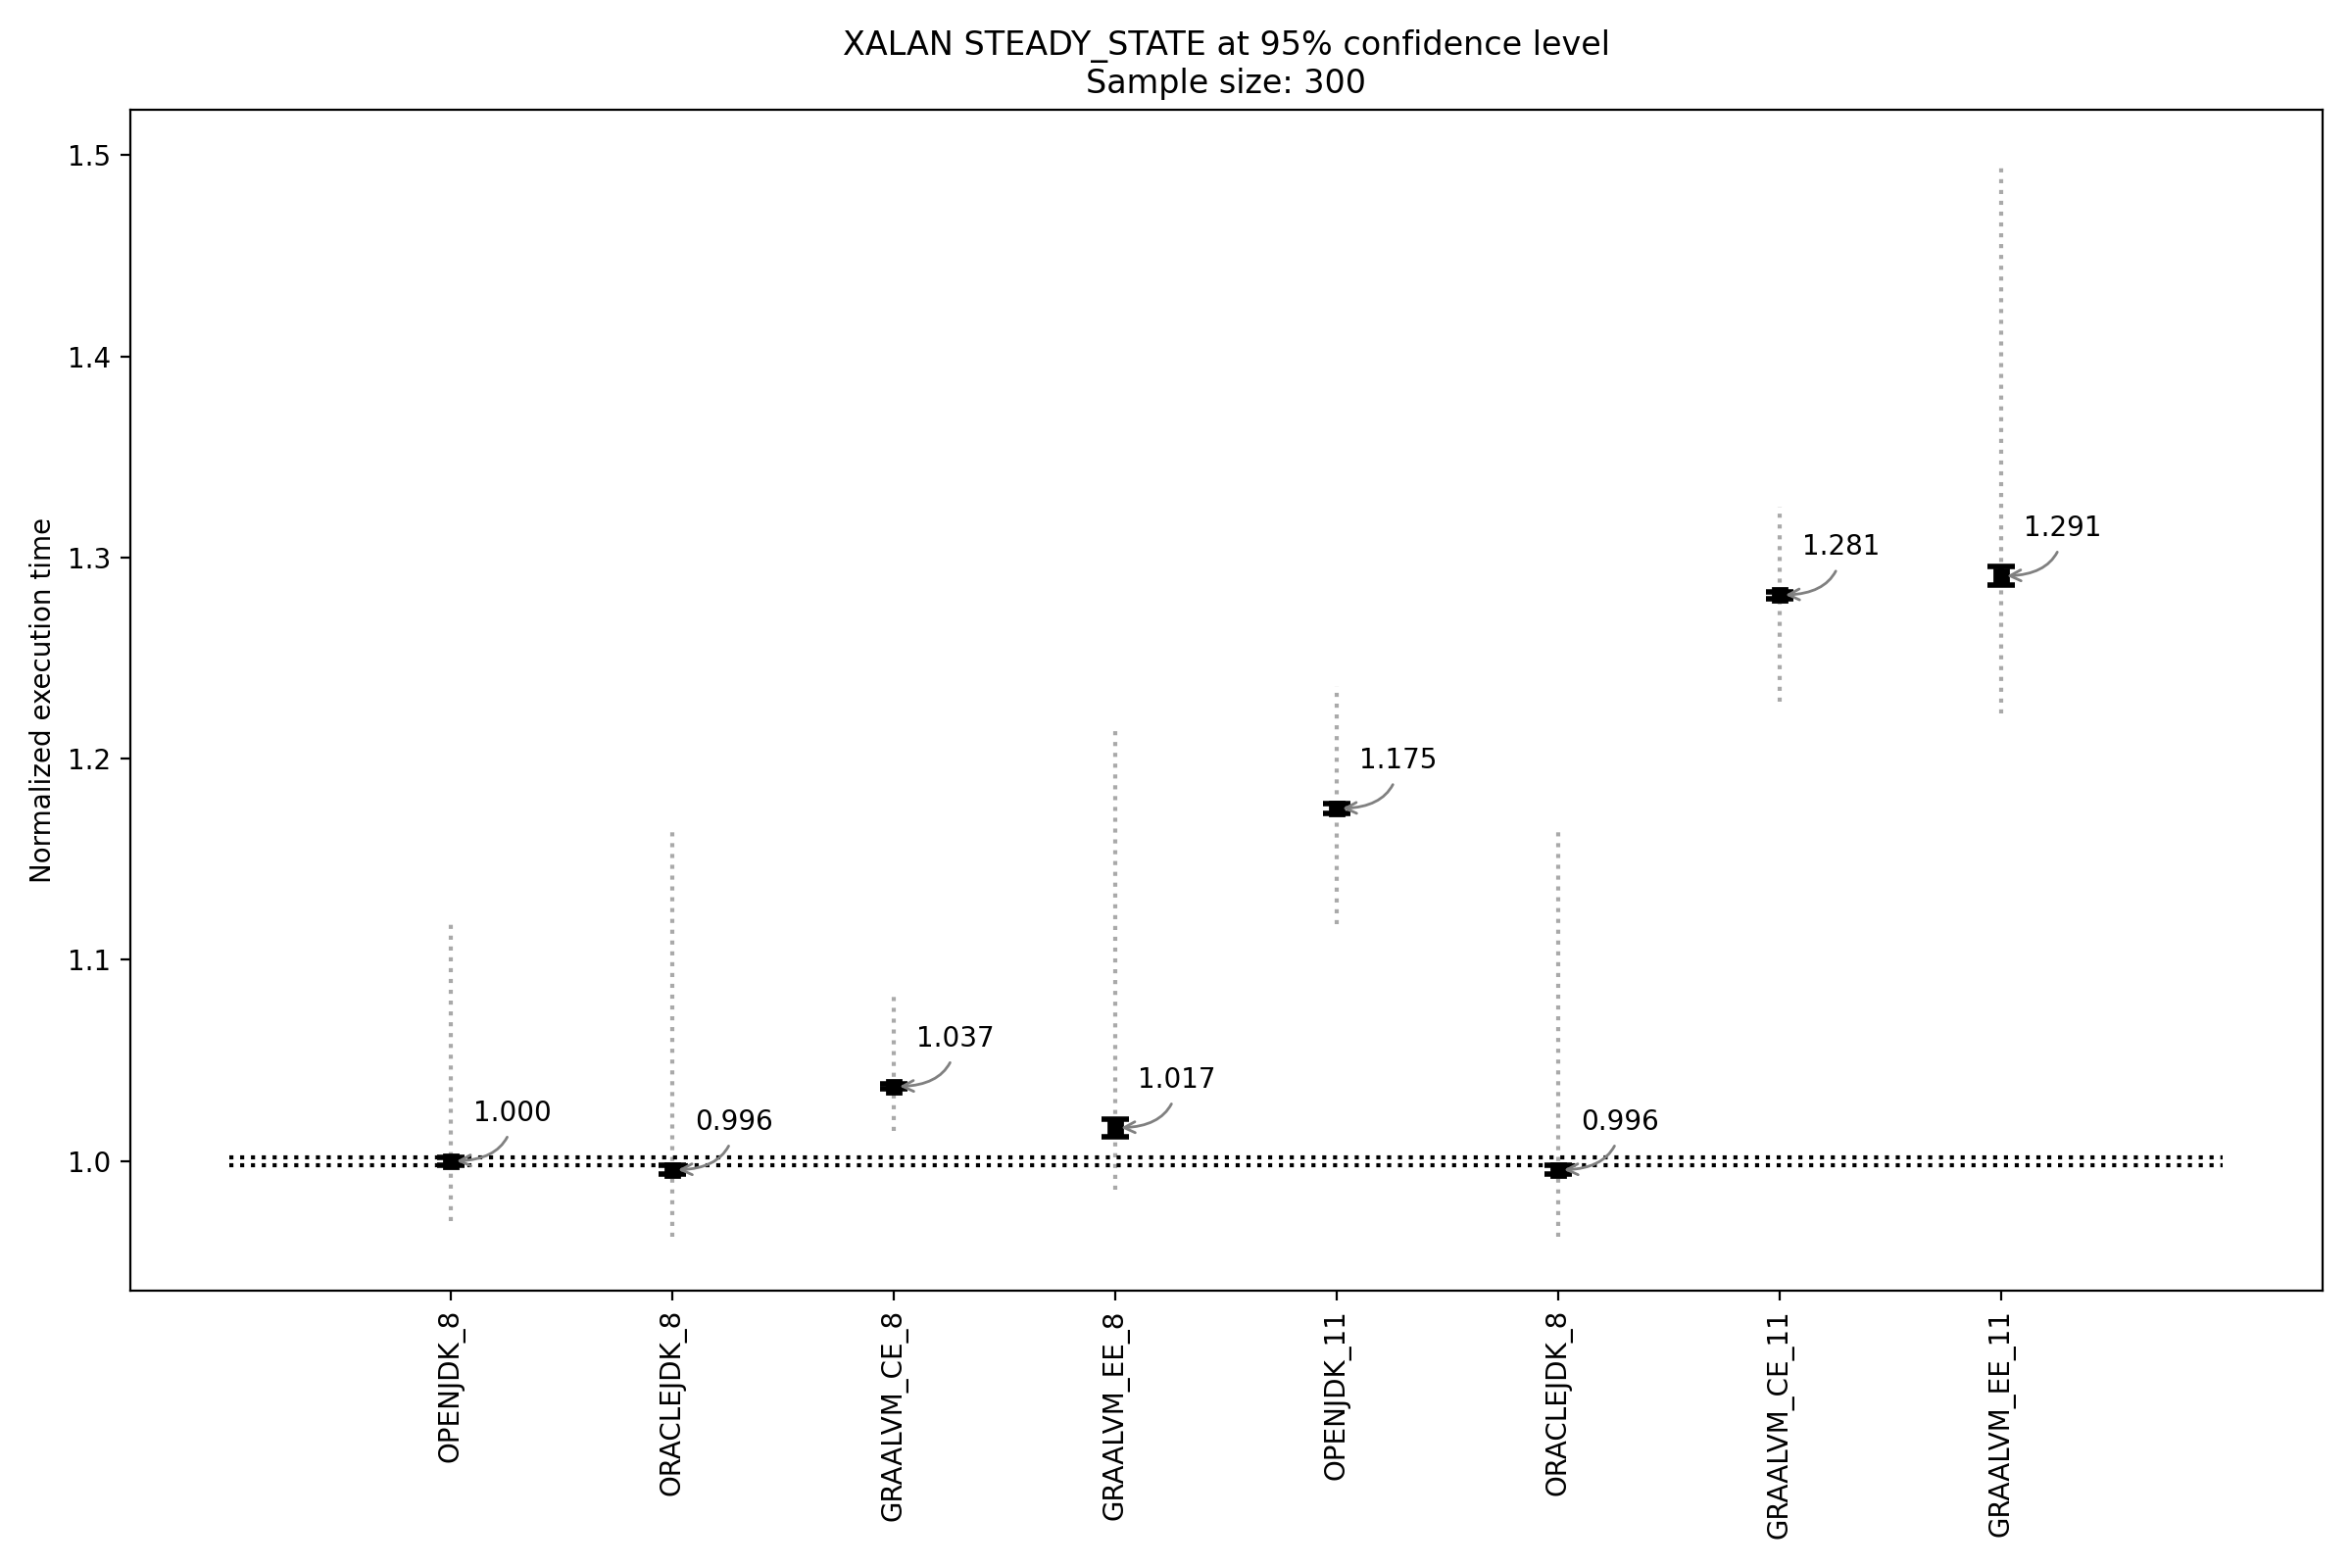 XALAN STEADY_STATE at 95% confidence level
Sample size: 300
Normalized execution time
1.5
1.4
1.3
1.2
1.1
1.0
1.000
0.996
1.037
1.017
1.175
0.996
1.281
1.291
OPENJDK_8
ORACLEJDK_8
GRAALVM_CE_8
GRAALVM_EE_8
OPENJDK_11
ORACLEJDK_8
GRAALVM_CE_11
GRAALVM_EE_11